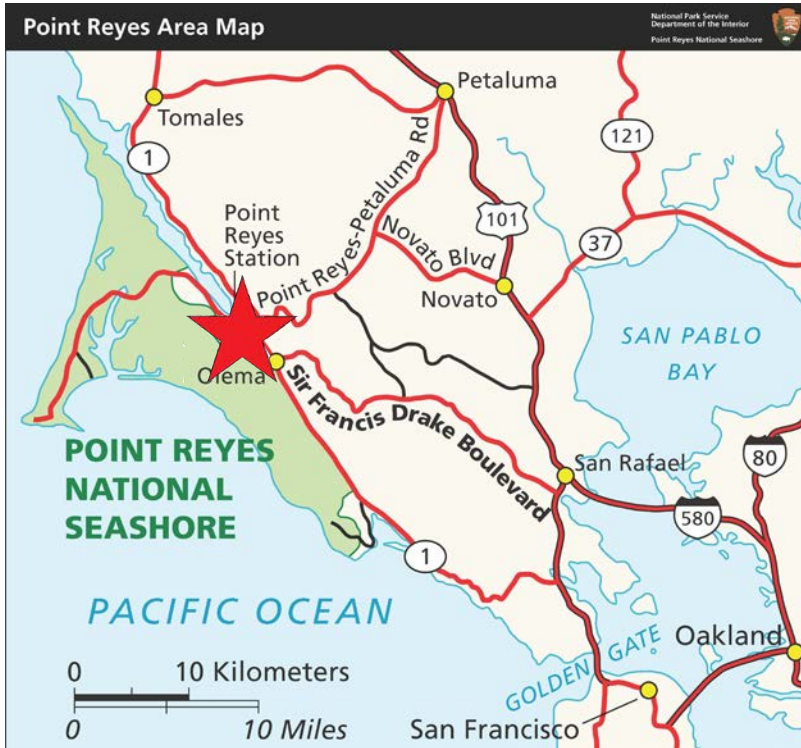 Point Reyes Area Map
National Park Service
Department of the Interior
Point Reyes National Seashore
Petaluma
Tomales
1
121
Point Reyes-Petaluma Rd
101
Point
Reyes
Station
Novato Blvd
37
Novato
SAN PABLO
BAY
Olema
Sir Francis Drake Boulevard
POINT REYES
NATIONAL
SEASHORE
San Rafael
80
580
1
PACIFIC OCEAN
Oakland
GOLDEN GATE
0 10 Kilometers
0 10 Miles
San Francisco